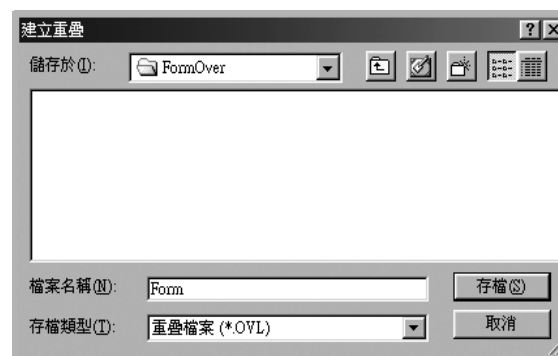 建立重疊
儲存於(I): FormOver
檔案名稱(N): Form 存檔(S)
存檔類型(T): 重疊檔案 (*.OVL) 取消